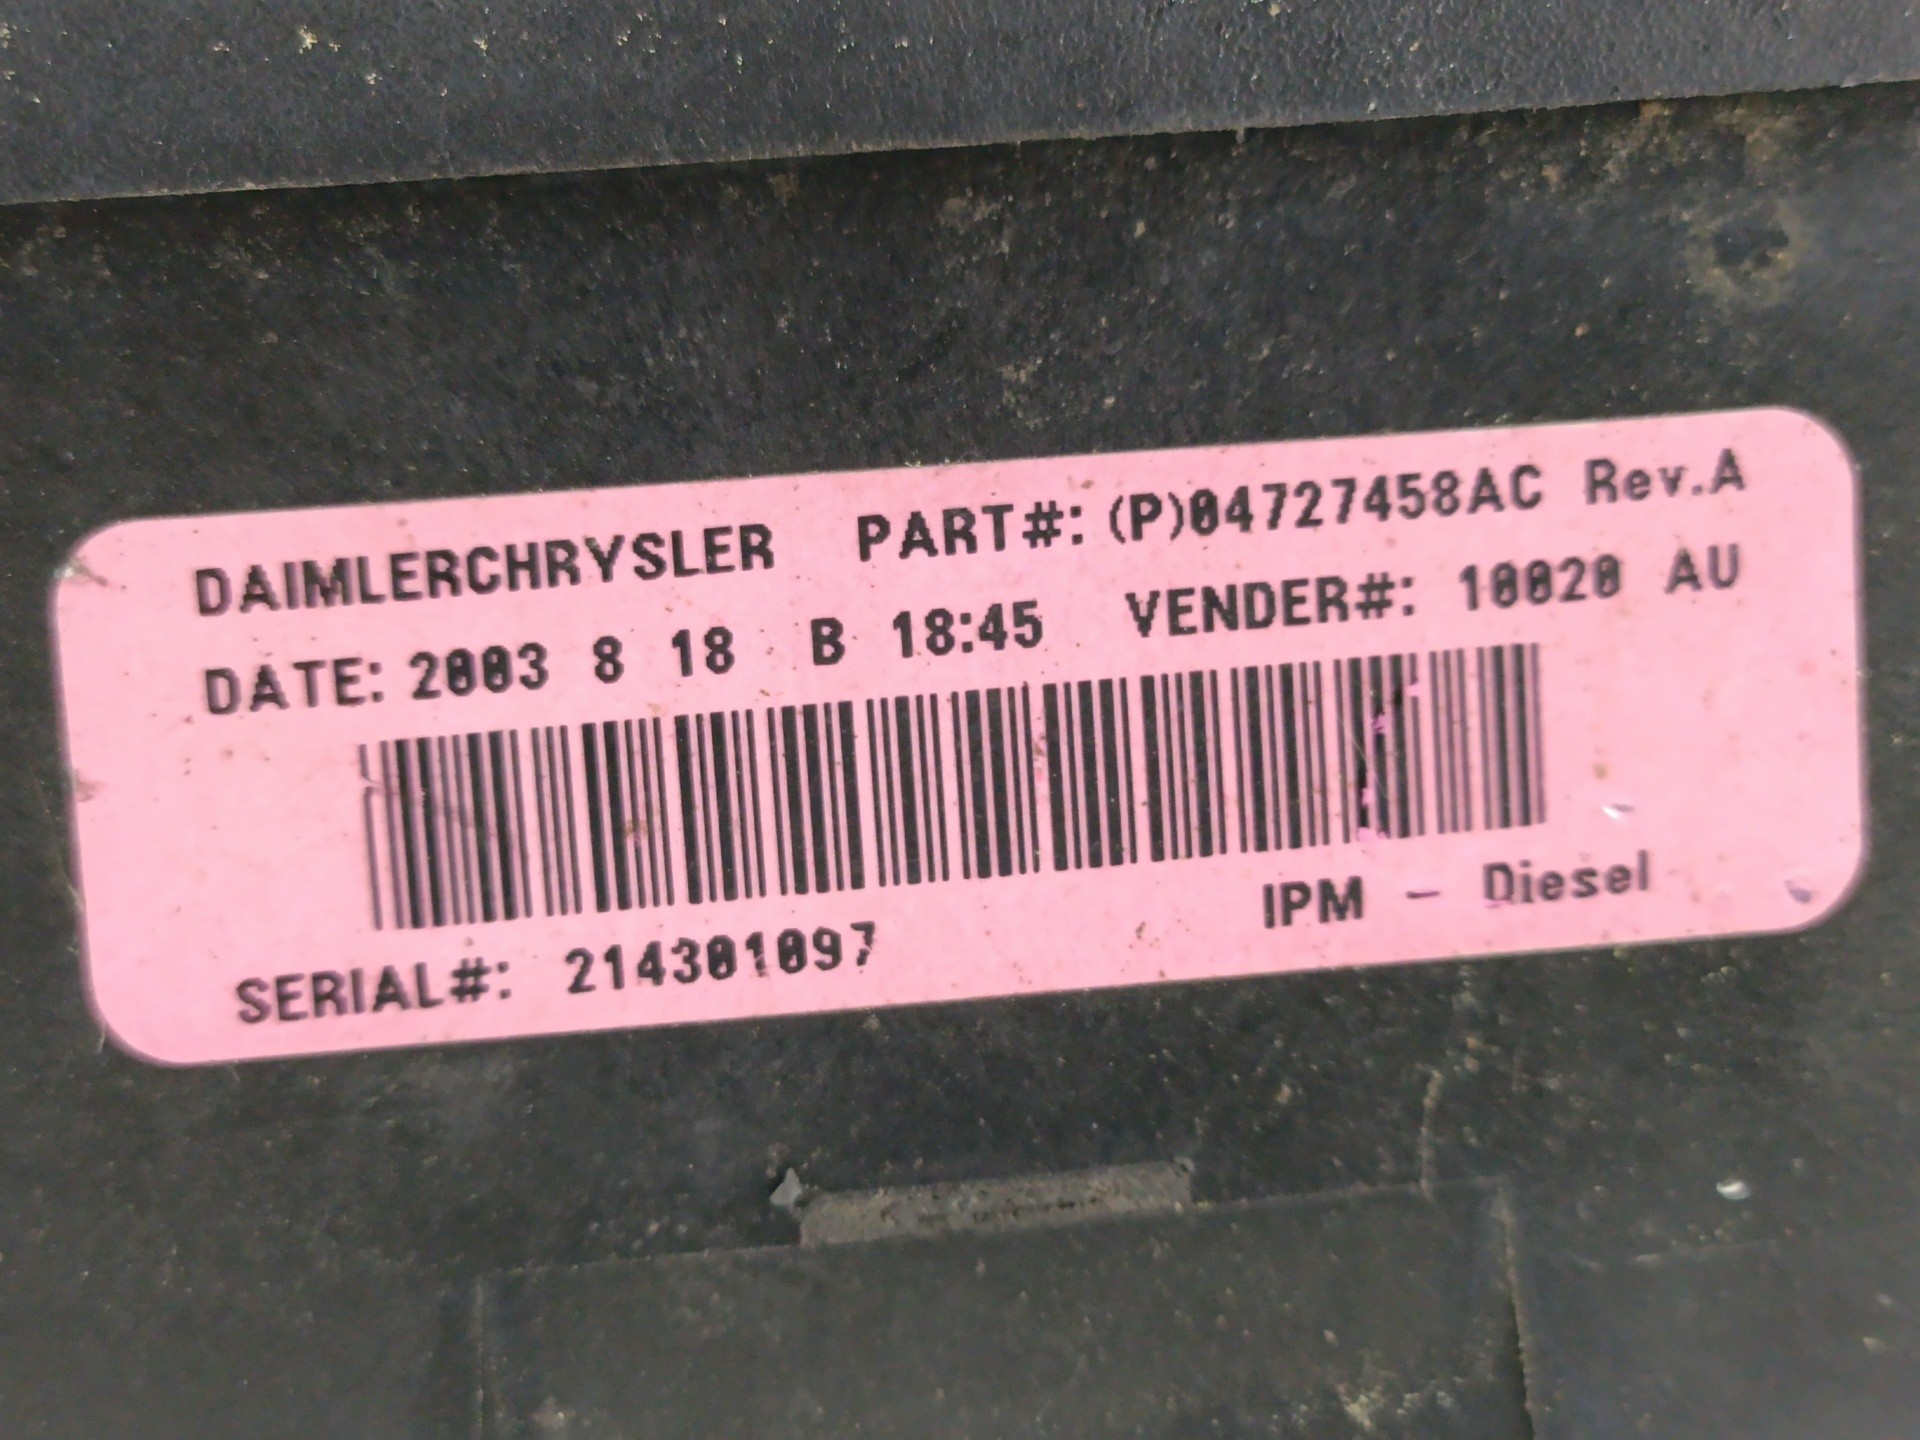 DAIMLERCHRYSLER PART#: (P)04727458AC Rev.A
DATE: 2003 8 18 B 18:45 VENDER#: 10020 AU
SERIAL#: 214301097 IPM - Diesel